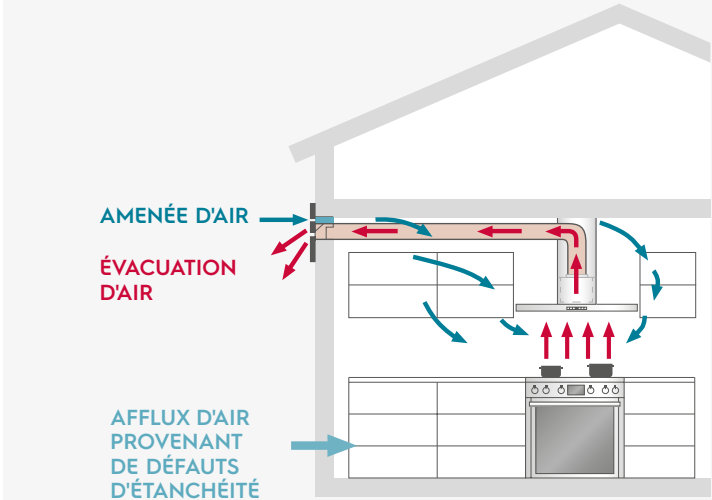 AMENÉE D'AIR
ÉVACUATION
D'AIR
AFFLUX D'AIR
PROVENANT
DE DÉFAUTS
D'ÉTANCHÉITÉ